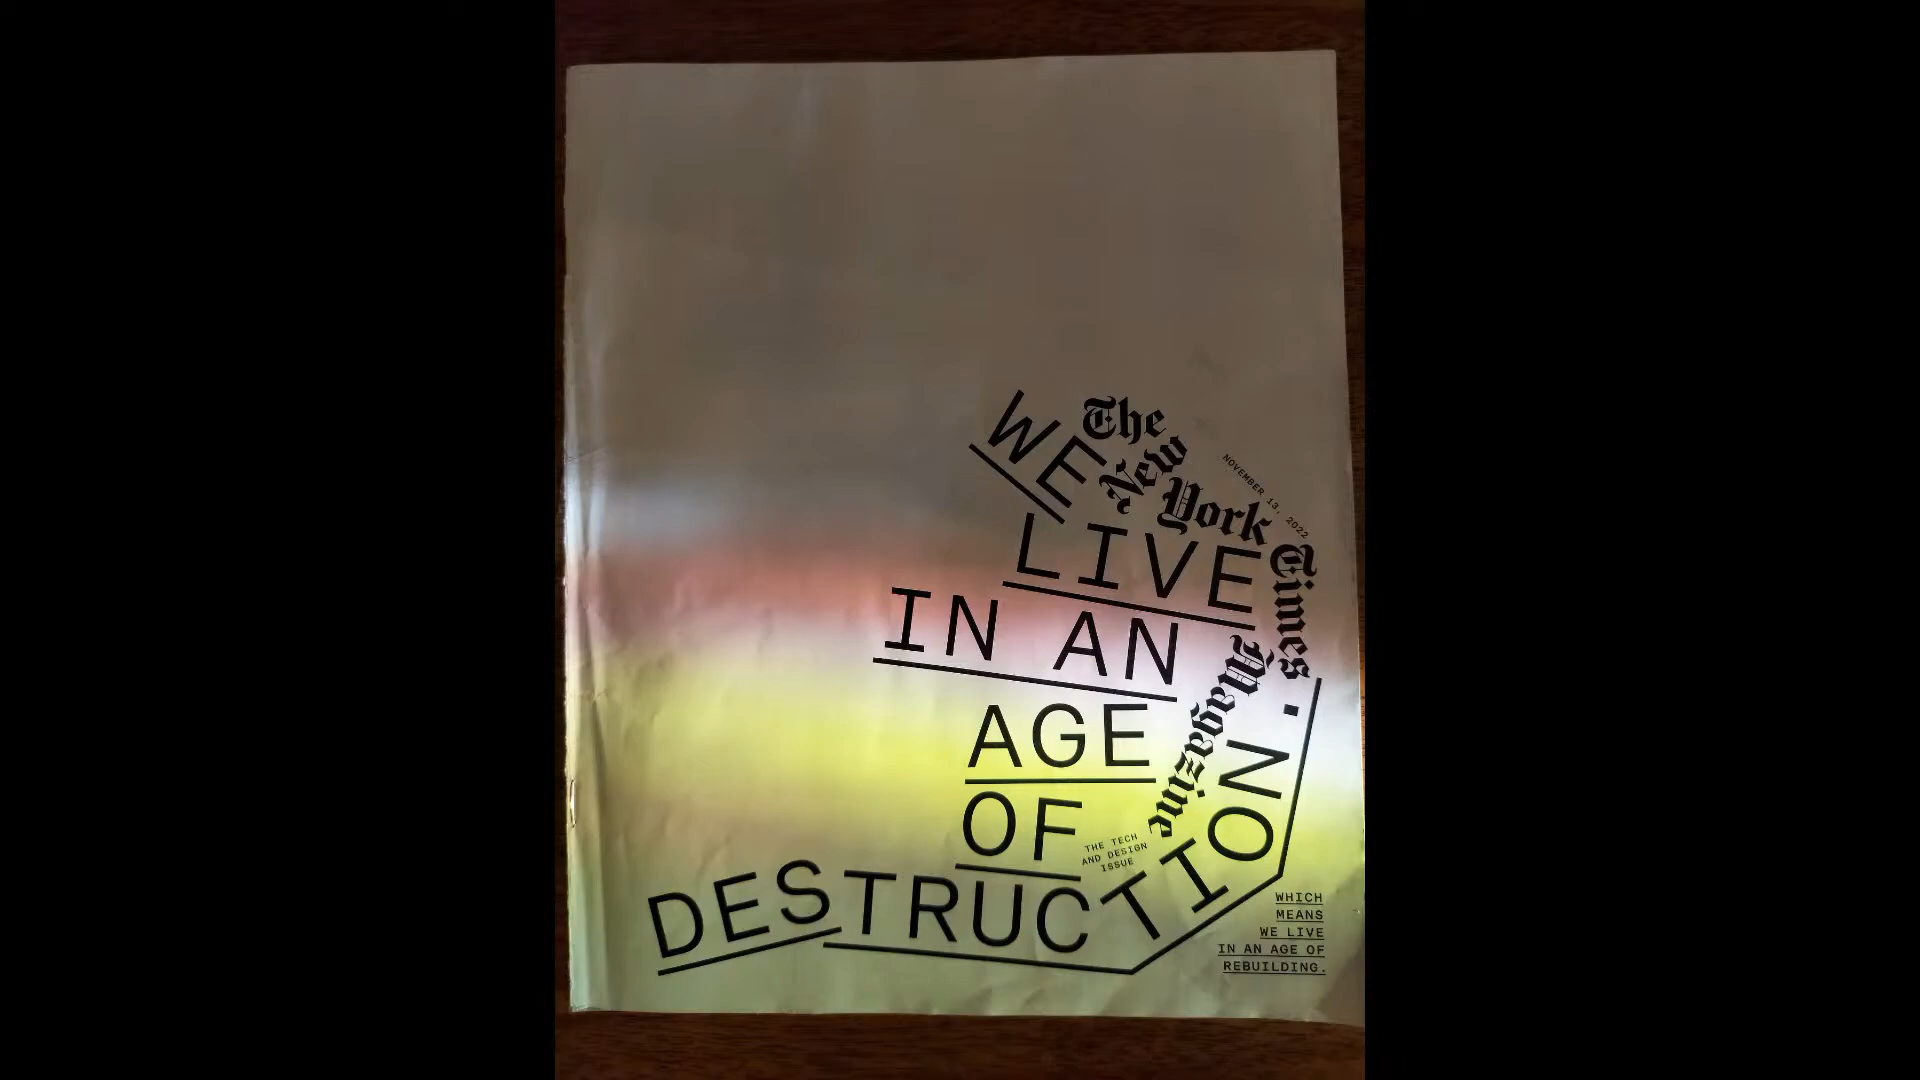 The
New
York
Times
Magazine
NOVEMBER 13, 2022
WE
LIVE
IN AN
AGE
OF
DESTRUCTION.
THE TECH
AND DESIGN
ISSUE
WHICH
MEANS
WE LIVE
IN AN AGE OF
REBUILDING.